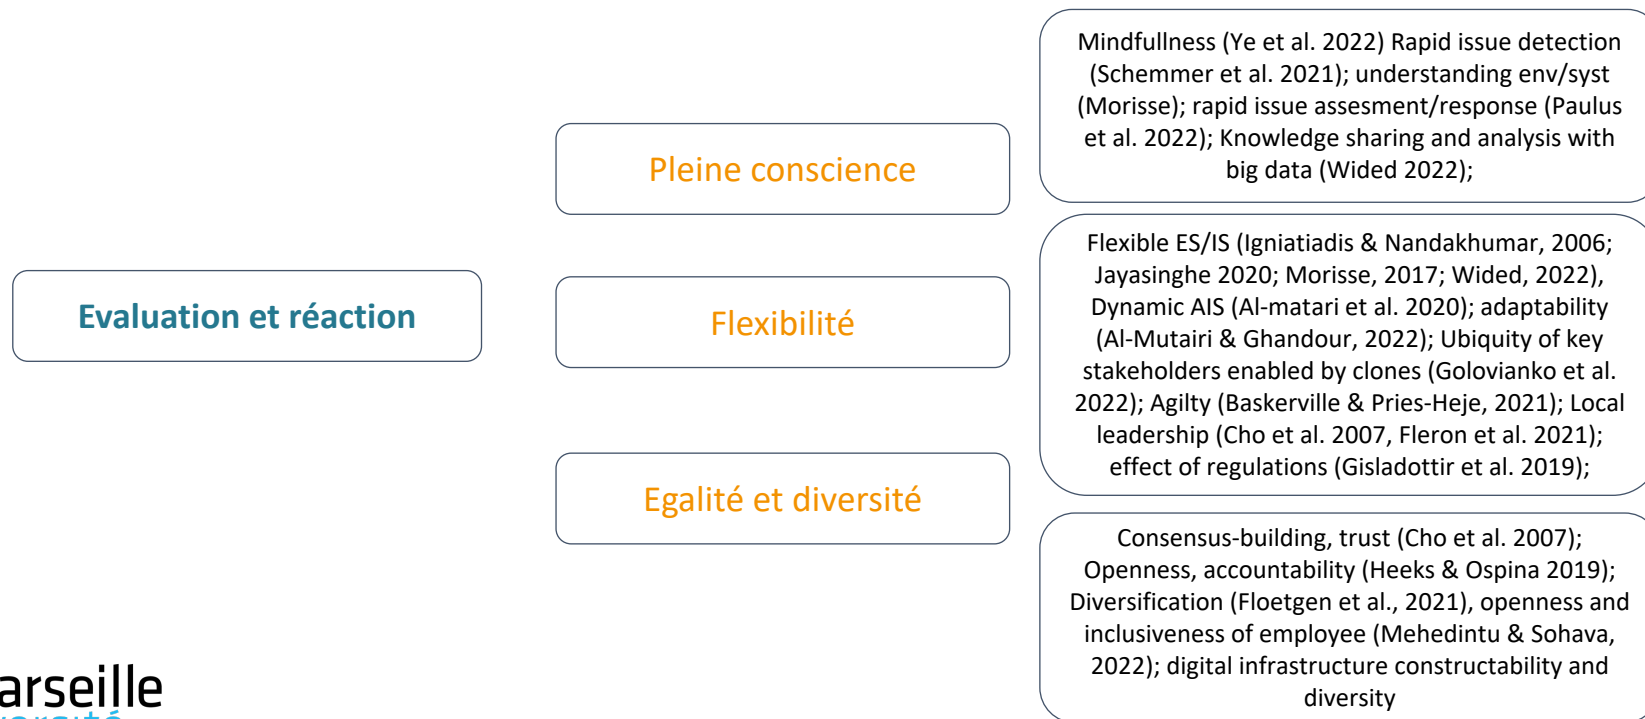 Evaluation et réaction
Pleine conscience
Flexibilité
Egalité et diversité
Mindfullness (Ye et al. 2022) Rapid issue detection
(Schemmer et al. 2021); understanding env/syst
(Morisse); rapid issue assesment/response (Paulus
et al. 2022); Knowledge sharing and analysis with
big data (Wided 2022);
Flexible ES/IS (Igniatiadis & Nandakhumar, 2006;
Jayasinghe 2020; Morisse, 2017; Wided, 2022),
Dynamic AIS (Al-matari et al. 2020); adaptability
(Al-Mutairi & Ghandour, 2022); Ubiquity of key
stakeholders enabled by clones (Golovianko et al.
2022); Agilty (Baskerville & Pries-Heje, 2021); Local
leadership (Cho et al. 2007, Fleron et al. 2021);
effect of regulations (Gisladottir et al. 2019);
Consensus-building, trust (Cho et al. 2007);
Openness, accountability (Heeks & Ospina 2019);
Diversification (Floetgen et al., 2021), openness and
inclusiveness of employee (Mehedintu & Sohava,
2022); digital infrastructure constructability and
diversity
arseille